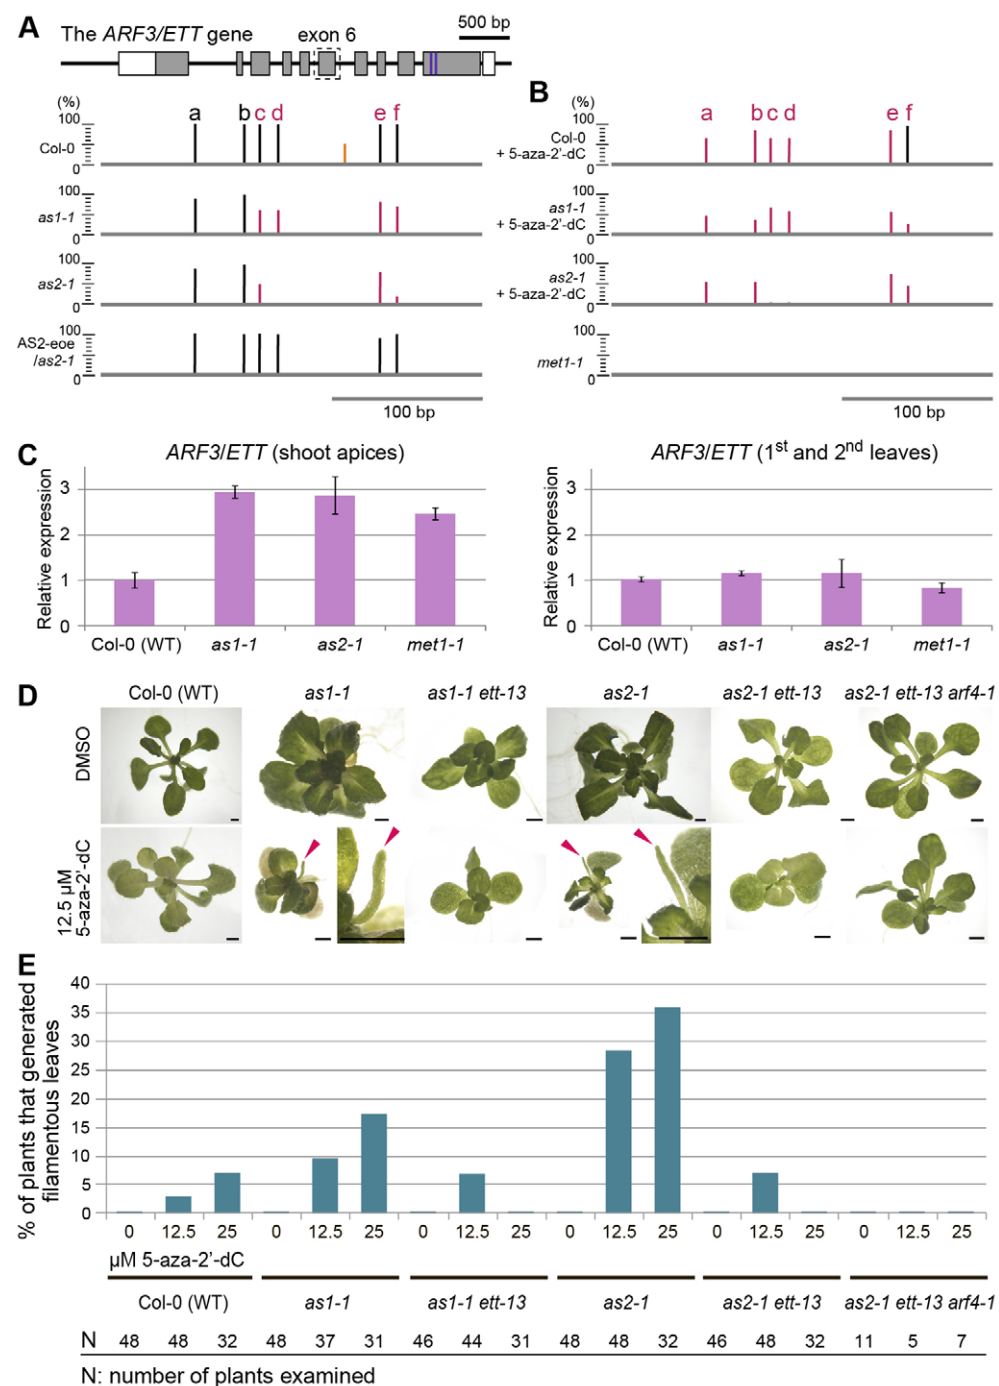 A
The ARF3/ETT gene
exon 6
500 bp
(%)
a b c d e f
100
Col-0
0
100
as1-1
0
100
as2-1
0
100
AS2-eoe
/as2-1
0
100 bp
B
(%)
a b c d e f
100
Col-0
+ 5-aza-2'-dC
0
100
as1-1
+ 5-aza-2'-dC
0
100
as2-1
+ 5-aza-2'-dC
0
100
met1-1
0
100 bp
C
ARF3/ETT (shoot apices)
Relative expression
3
2
1
0
Col-0 (WT) as1-1 as2-1 met1-1
ARF3/ETT (1st and 2nd leaves)
Relative expression
3
2
1
0
Col-0 (WT) as1-1 as2-1 met1-1
D
Col-0 (WT) as1-1 as1-1 ett-13 as2-1 as2-1 ett-13 as2-1 ett-13 arf4-1
DMSO
12.5 µM
5-aza-2'-dC
E
% of plants that generated
filamentous leaves
40
35
30
25
20
15
10
5
0
0 12.5 25 0 12.5 25 0 12.5 25 0 12.5 25 0 12.5 25 0 12.5 25
µM 5-aza-2'-dC
Col-0 (WT) as1-1 as1-1 ett-13 as2-1 as2-1 ett-13 as2-1 ett-13 arf4-1
N 48 48 32 48 37 31 46 44 31 48 48 32 46 48 32 11 5 7
N: number of plants examined